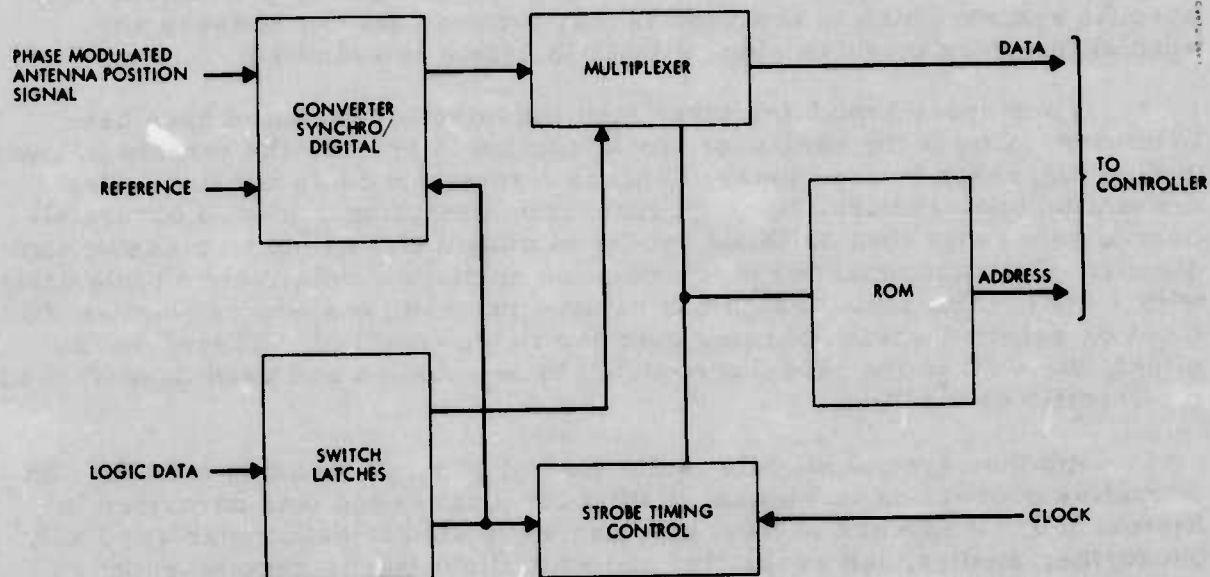 PHASE MODULATED
ANTENNA POSITION
SIGNAL
REFERENCE
CONVERTER
SYNCHRO/
DIGITAL
MULTIPLEXER
DATA
TO
CONTROLLER
ROM
ADDRESS
LOGIC DATA
SWITCH
LATCHES
STROBE TIMING
CONTROL
CLOCK